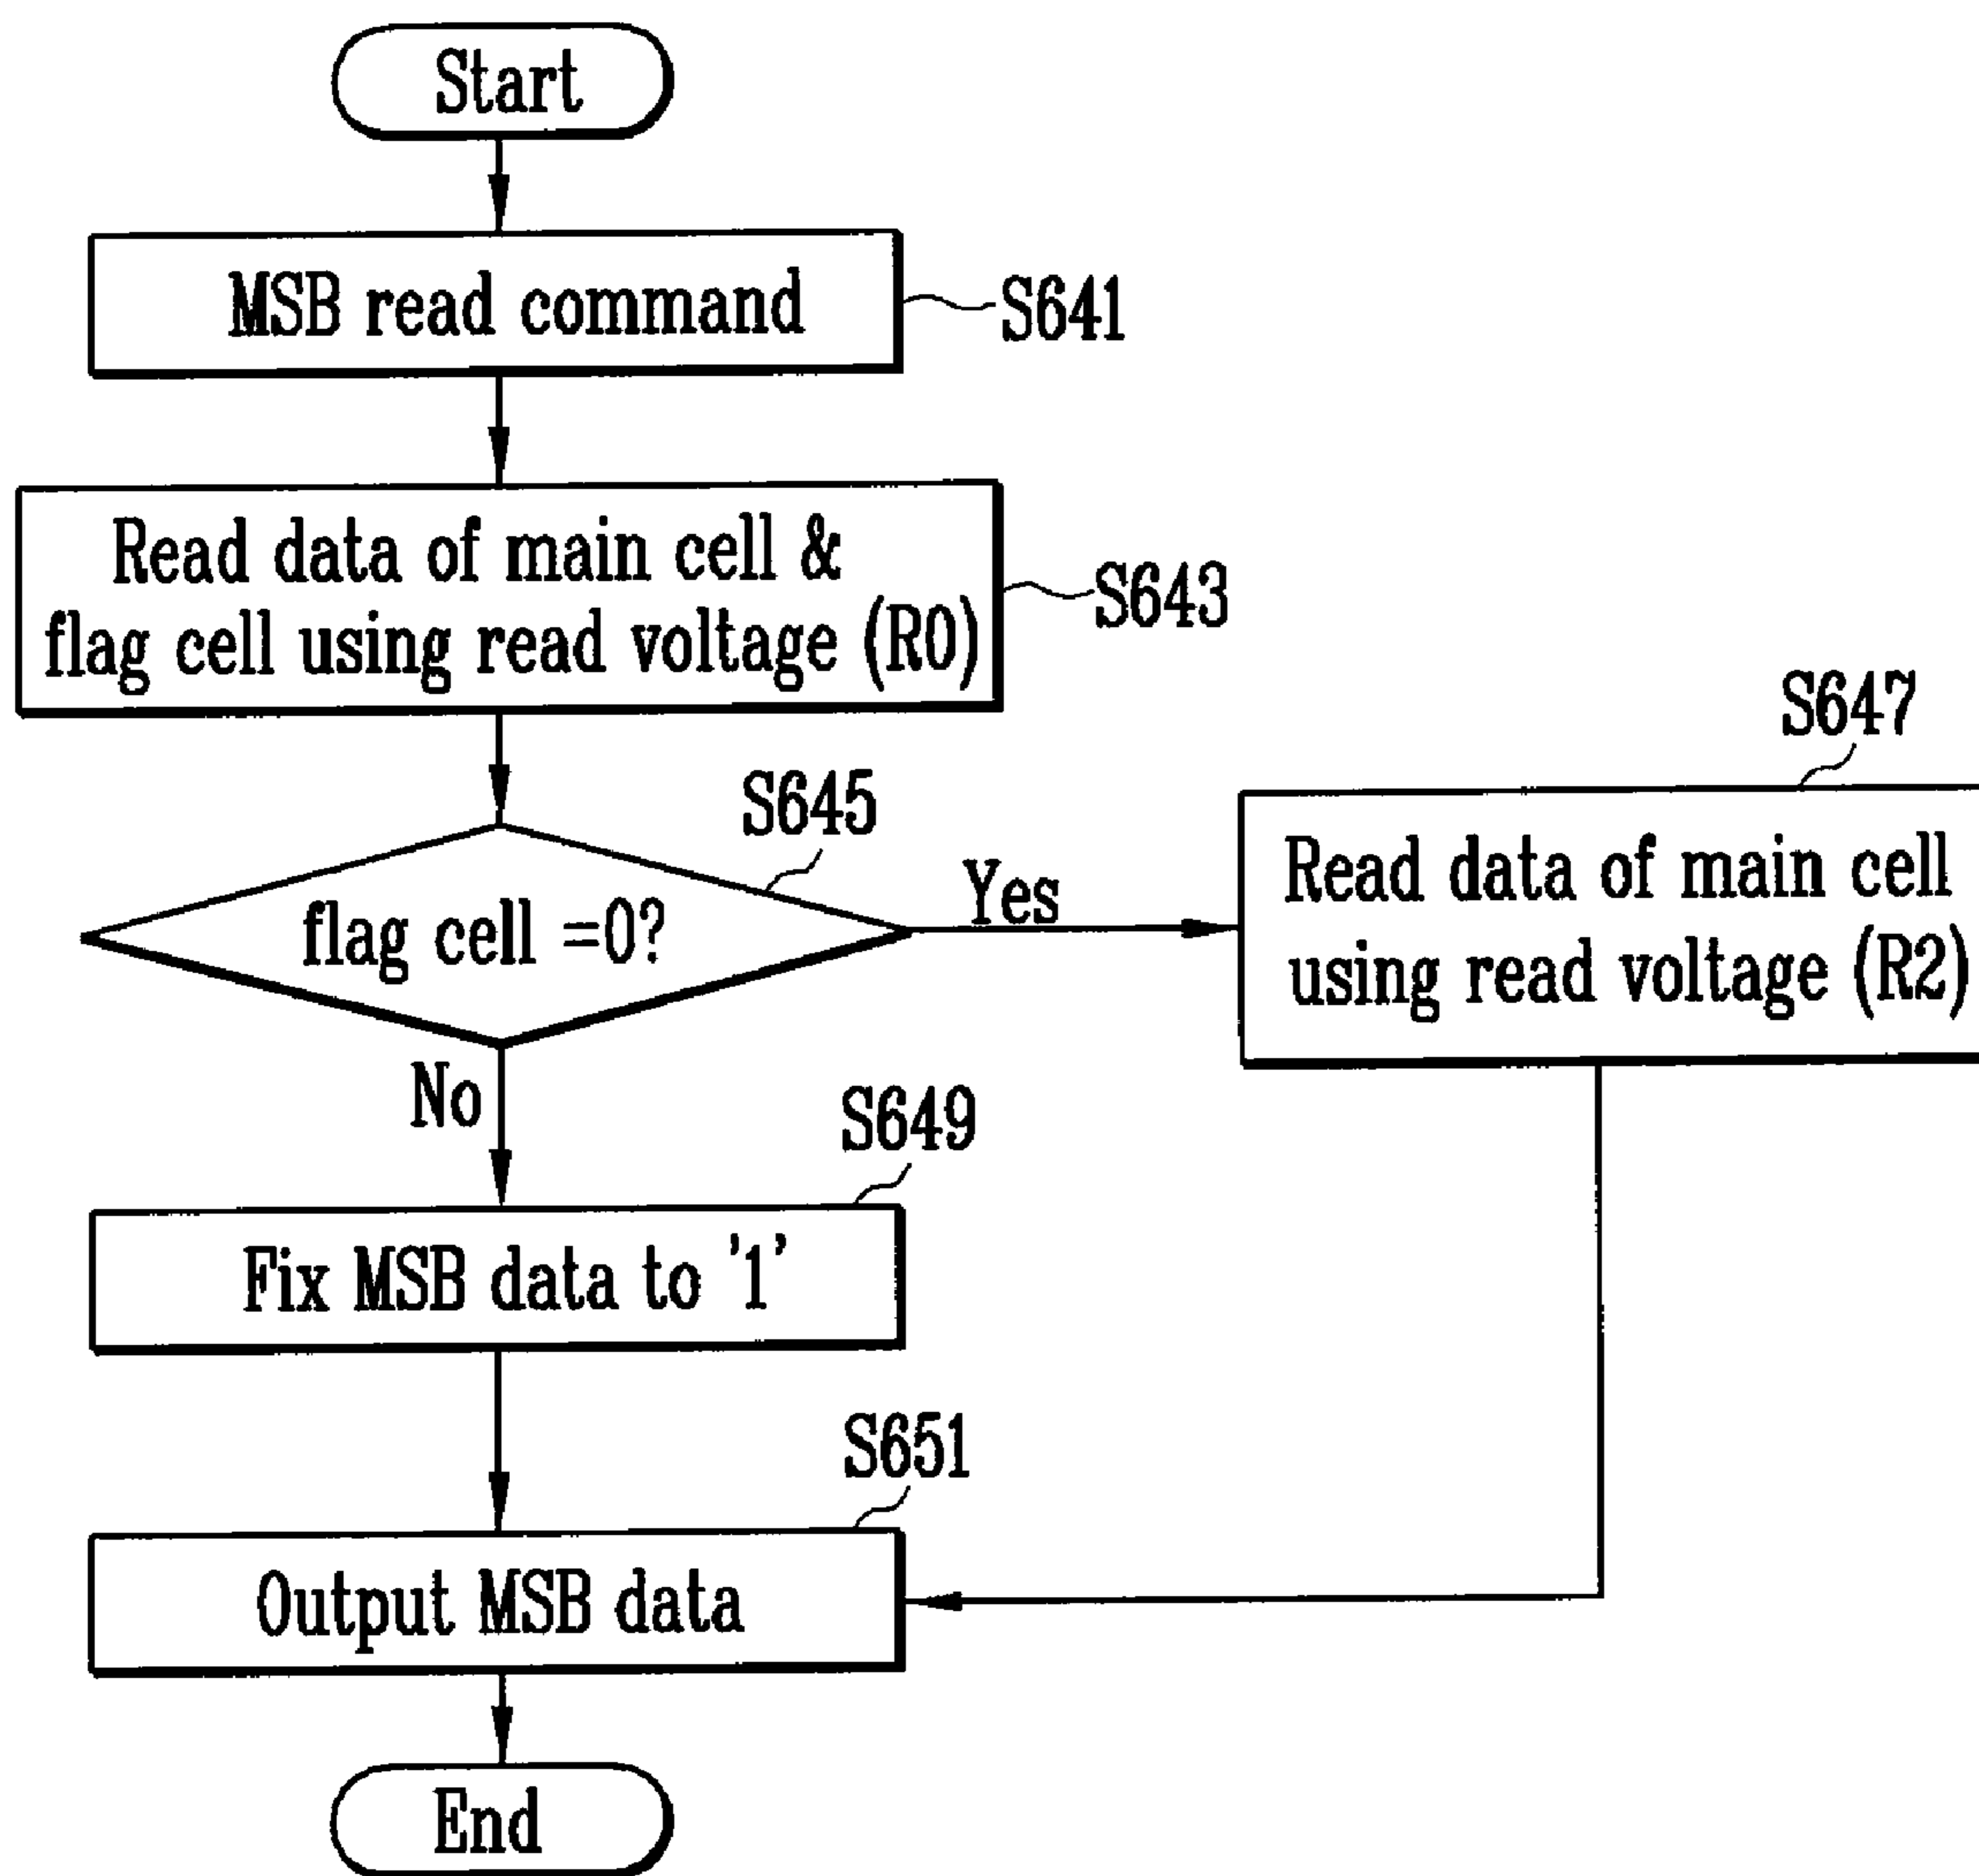 Start
MSB read command
S641
Read data of main cell &
flag cell using read voltage (R0)
S643
S645
flag cell =0?
Yes
S647
Read data of main cell
using read voltage (R2)
No
S649
Fix MSB data to '1'
S651
Output MSB data
End